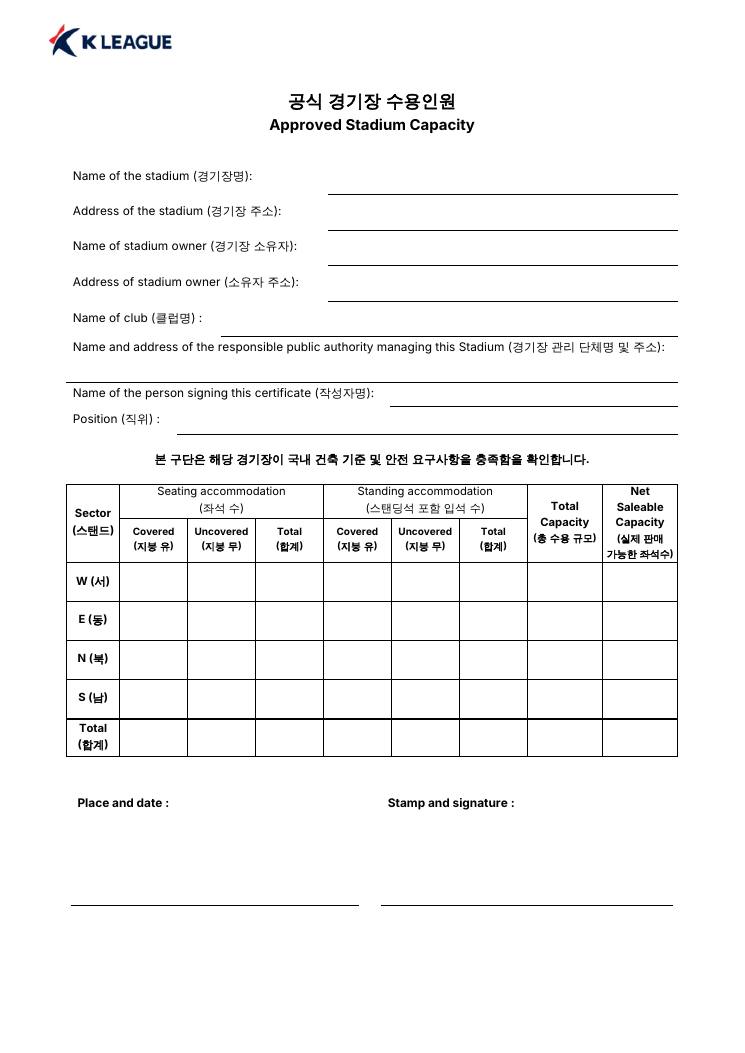 K LEAGUE
공식 경기장 수용인원
Approved Stadium Capacity
Name of the stadium (경기장명):
Address of the stadium (경기장 주소):
Name of stadium owner (경기장 소유자):
Address of stadium owner (소유자 주소):
Name of club (클럽명) :
Name and address of the responsible public authority managing this Stadium (경기장 관리 단체명 및 주소):
Name of the person signing this certificate (작성자명):
Position (직위) :
본 구단은 해당 경기장이 국내 건축 기준 및 안전 요구사항을 충족함을 확인합니다.
Sector
(스탠드)
Seating accommodation
(좌석 수)
Standing accommodation
(스탠딩석 포함 입석 수)
Total
Capacity
(총 수용 규모)
Net
Saleable
Capacity
(실제 판매
가능한 좌석수)
Covered
(지붕 유)
Uncovered
(지붕 무)
Total
(합계)
Covered
(지붕 유)
Uncovered
(지붕 무)
Total
(합계)
W (서)
E (동)
N (북)
S (남)
Total
(합계)
Place and date :
Stamp and signature :